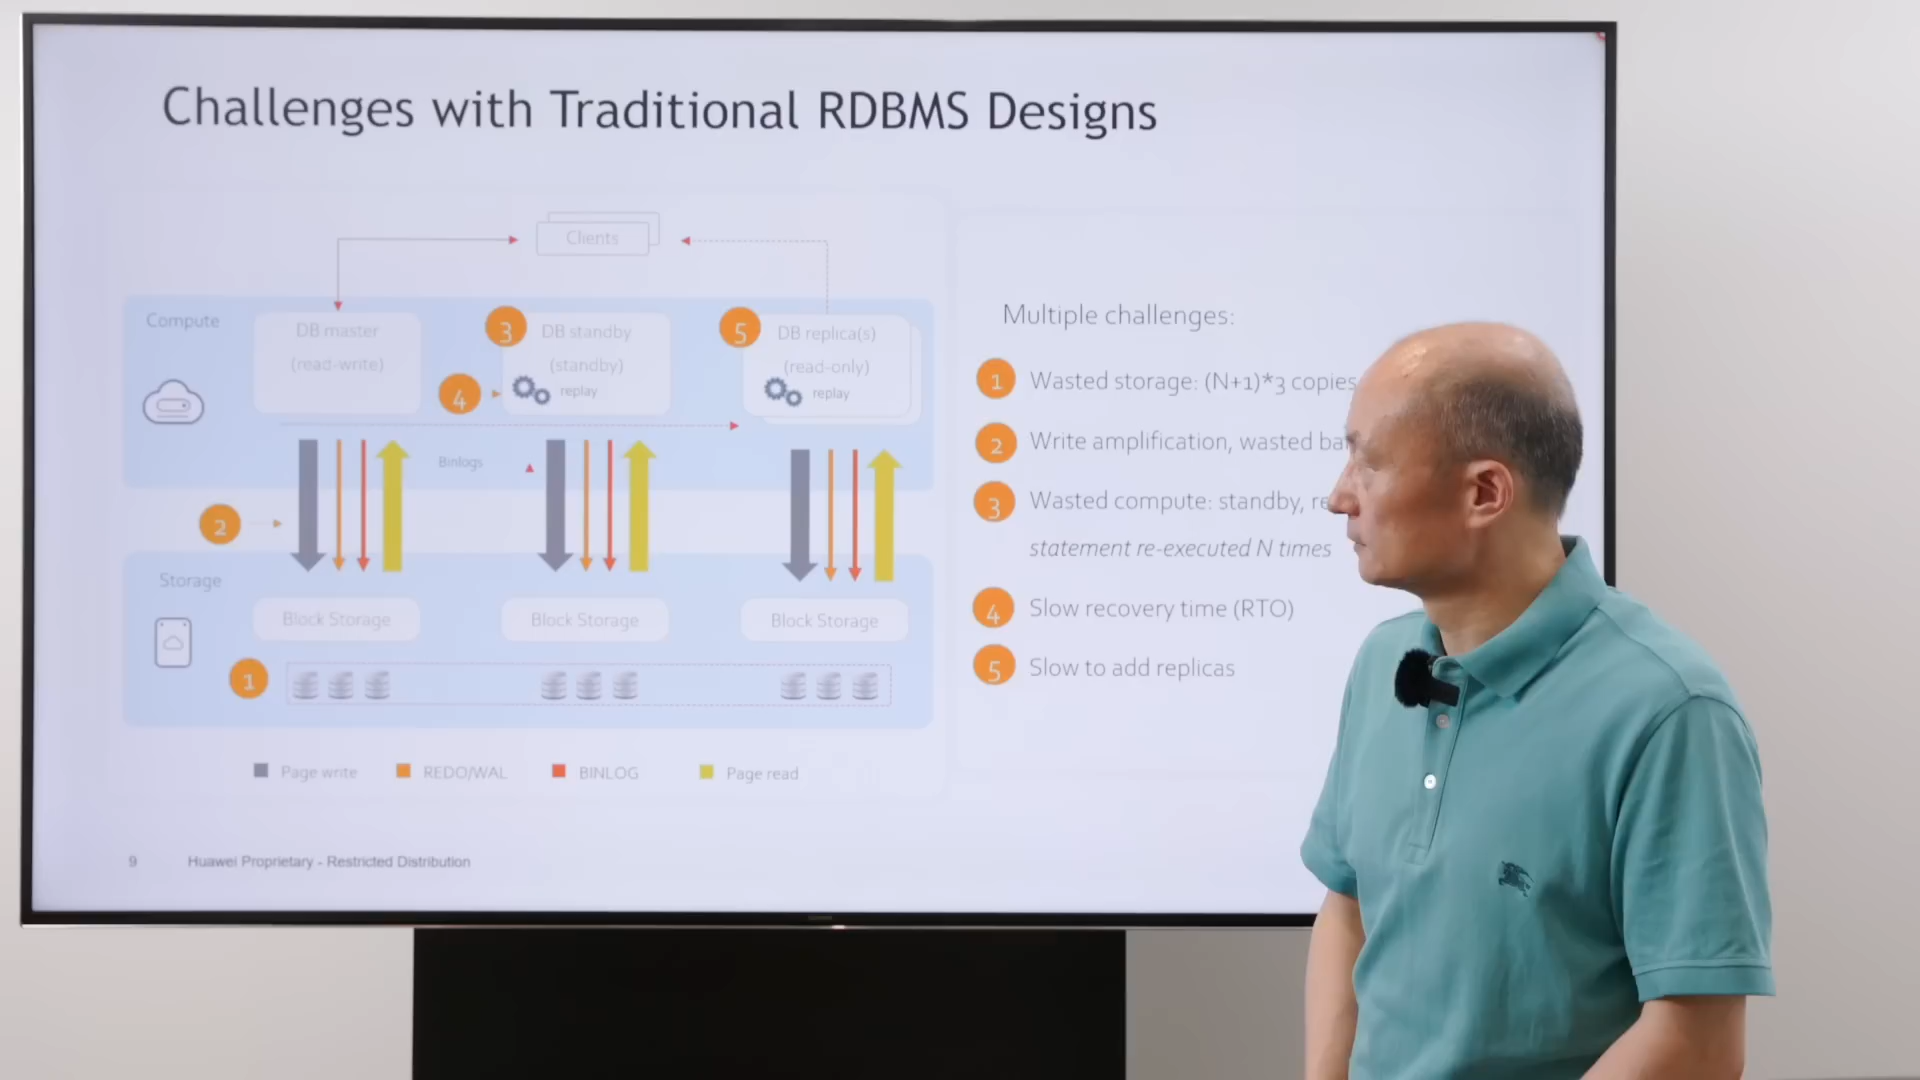 Challenges with Traditional RDBMS Designs
Clients
Compute
DB master
(read-write)
3
DB standby
(standby)
replay
4
5
DB replica(s)
(read-only)
replay
Binlogs
2
Storage
Block Storage
Block Storage
Block Storage
1
Page write
REDO/WAL
BINLOG
Page read
Multiple challenges:
1 Wasted storage: (N+1)*3 copies
2 Write amplification, wasted
3 Wasted compute: standby,
statement re-executed N times
4 Slow recovery time (RTO)
5 Slow to add replicas
9 Huawei Proprietary - Restricted Distribution